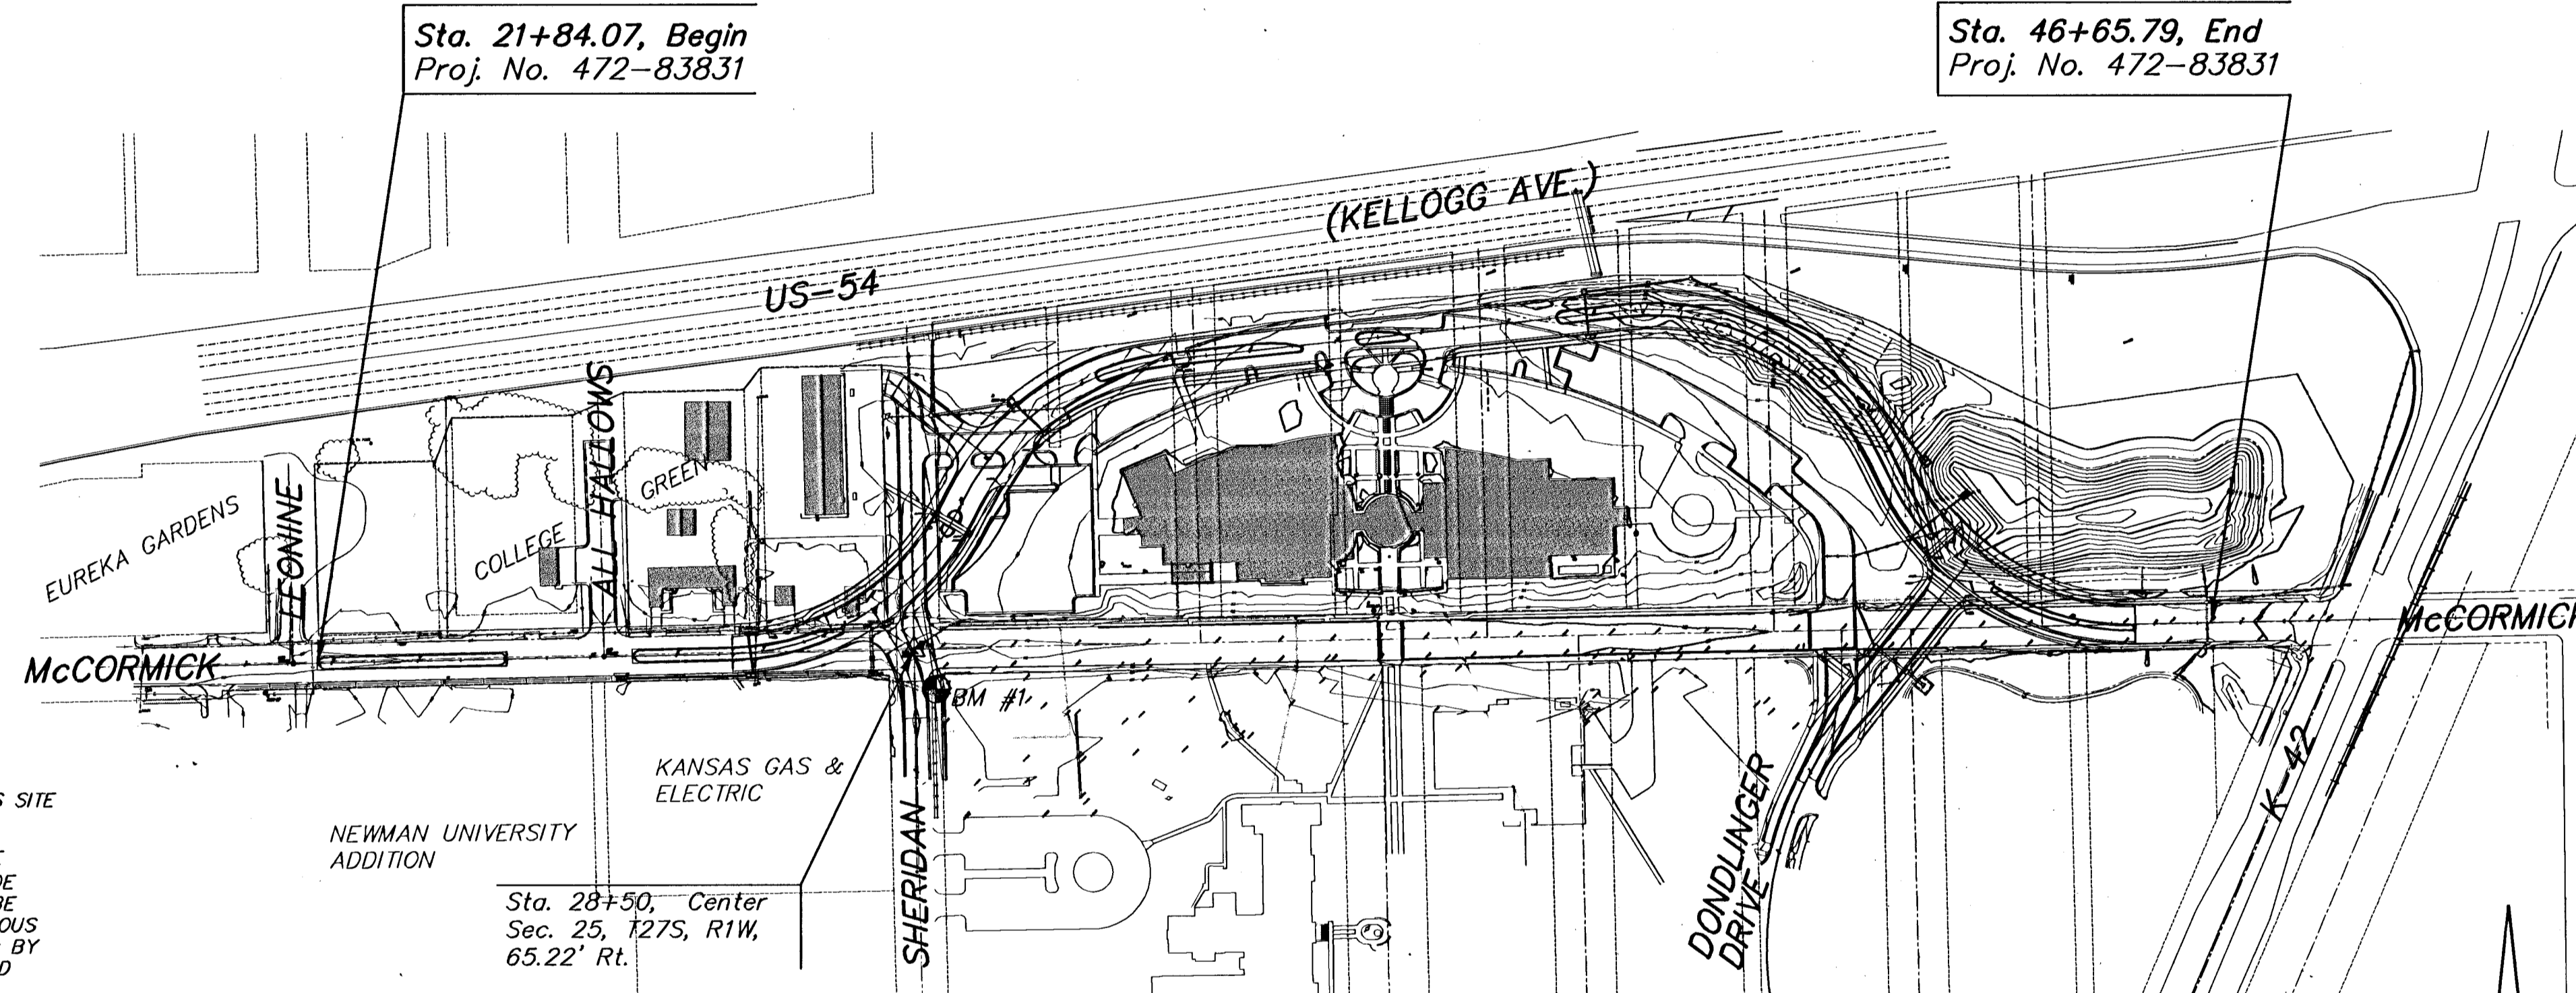 Sta. 21+84.07, Begin
Proj. No. 472-83831
Sta. 46+65.79, End
Proj. No. 472-83831
(KELLOGG AVE.)
US-54
ALL HALLOWS
GREEN
COLLEGE
EUREKA GARDENS
LEONINE
McCORMICK
McCORMICK
BM #1
KANSAS GAS &
ELECTRIC
NEWMAN UNIVERSITY
ADDITION
SHERIDAN
DONDLINGER
DRIVE
K-42
SITE
BY
Sta. 28+50, Center
Sec. 25, T27S, R1W,
65.22' Rt.